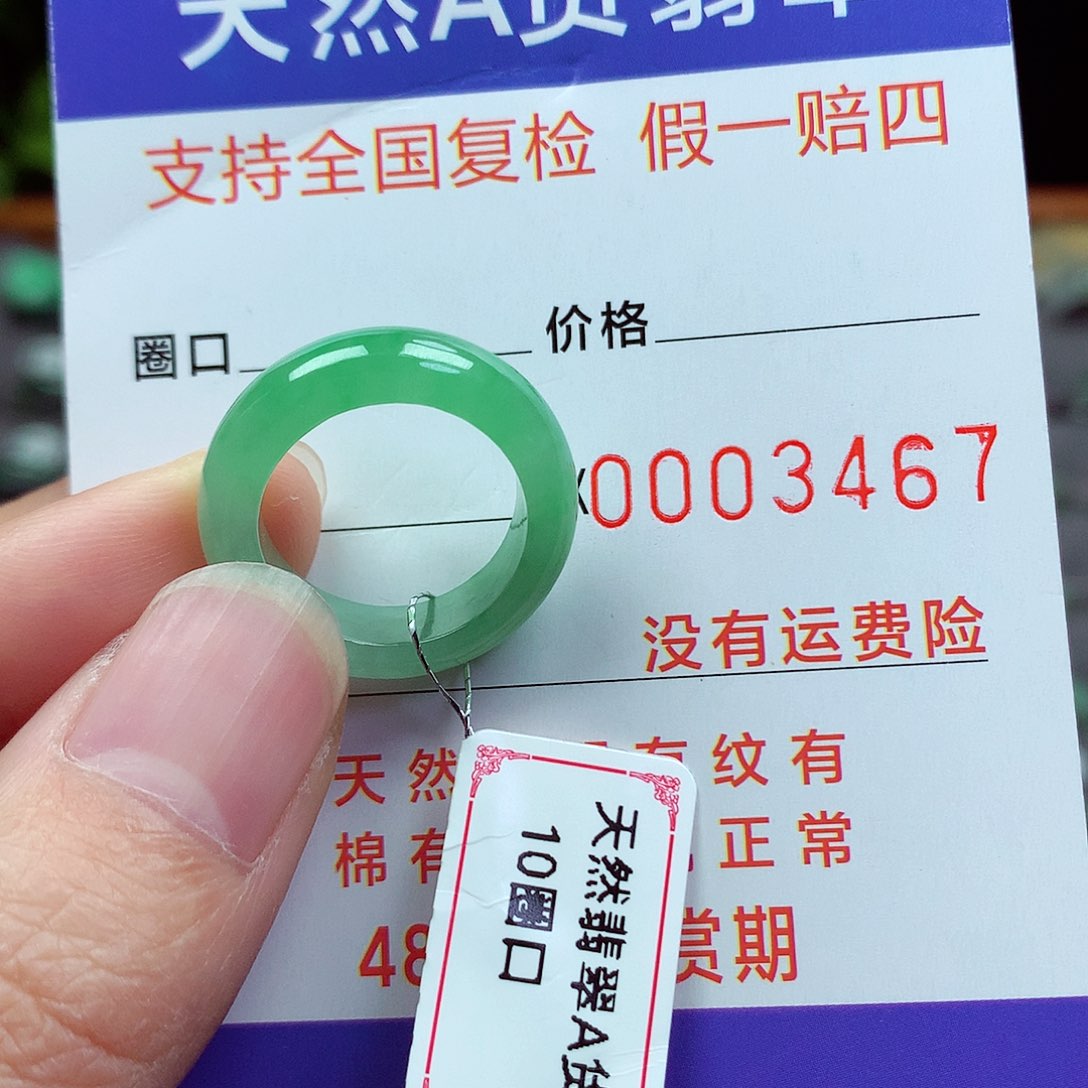 天然A货翡翠
支持全国复检 假一赔四
圈口 价格
0003467
没有运费险
天然 有纹有
棉有 正常
48 赏期
天然翡翠A货
10圈口